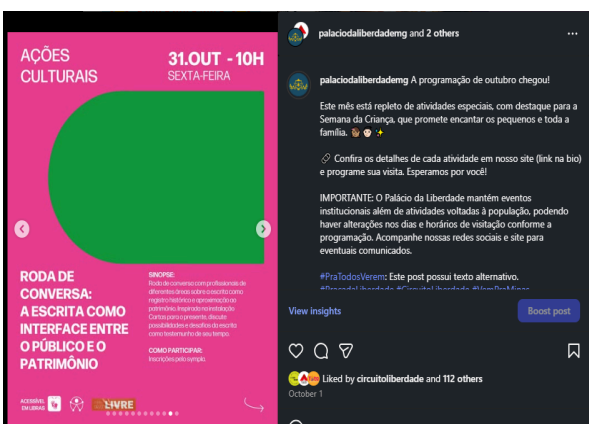 AÇÕES
CULTURAIS
31.OUT - 10H
SEXTA-FEIRA
RODA DE
CONVERSA:
A ESCRITA COMO
INTERFACE ENTRE
O PÚBLICO E O
PATRIMÔNIO
SINOPSE:
Roda de conversa com profissionais de
diferentes áreas sobre a escrita como
registro histórico e aproximação ao
patrimônio. Inspirada na instalação
Cartas para o presente, discute
possibilidades e desafios da escrita
como testemunho de seu tempo.
COMO PARTICIPAR:
Inscrições pelo sympla.
ACESSÍVEL
EM LIBRAS
LIVRE
palaciodaliberdademg and 2 others
palaciodaliberdademg A programação de outubro chegou!
Este mês está repleto de atividades especiais, com destaque para a
Semana da Criança, que promete encantar os pequenos e toda a
família.
Confira os detalhes de cada atividade em nosso site (link na bio)
e programe sua visita. Esperamos por você!
IMPORTANTE: O Palácio da Liberdade mantém eventos
institucionais além de atividades voltadas à população, podendo
haver alterações nos dias e horários de visitação conforme a
programação. Acompanhe nossas redes sociais e site para
eventuais comunicados.
#PraTodosVerem: Este post possui texto alternativo.
#PraçadaLiberdade #CircuitoLiberdade #VemPraMinas
View insights
Boost post
Liked by circuitoliberdade and 112 others
October 1